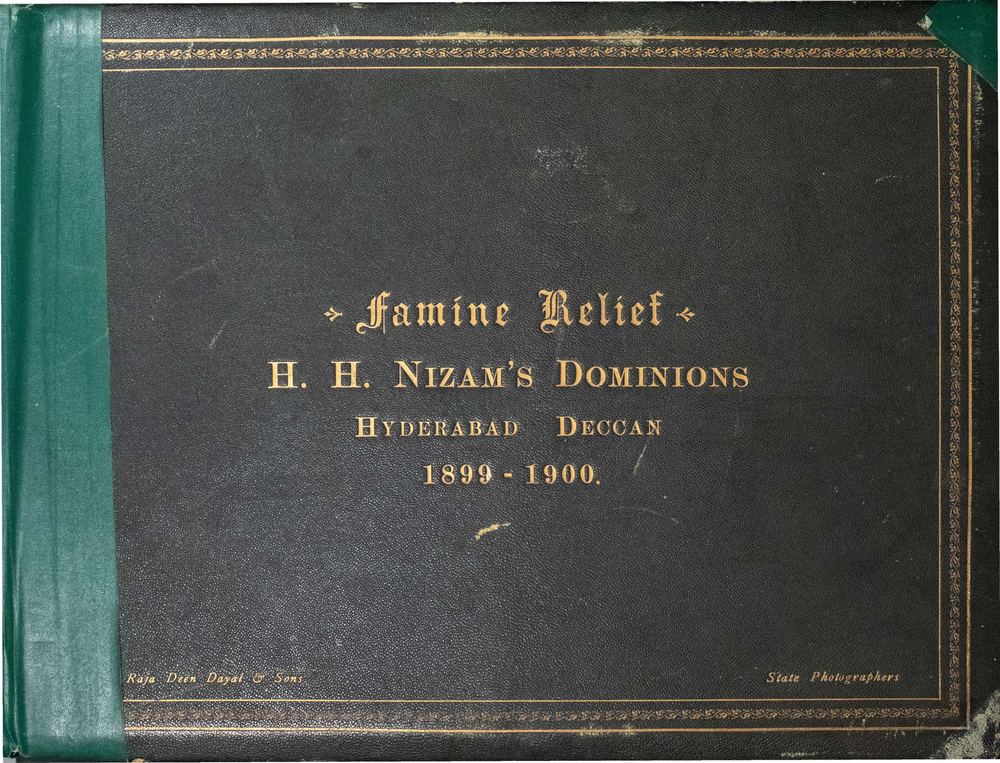 Famine Relief
H. H. NIZAM'S DOMINIONS
HYDERABAD DECCAN
1899 - 1900.
Raja Deen Dayal & Sons
State Photographers